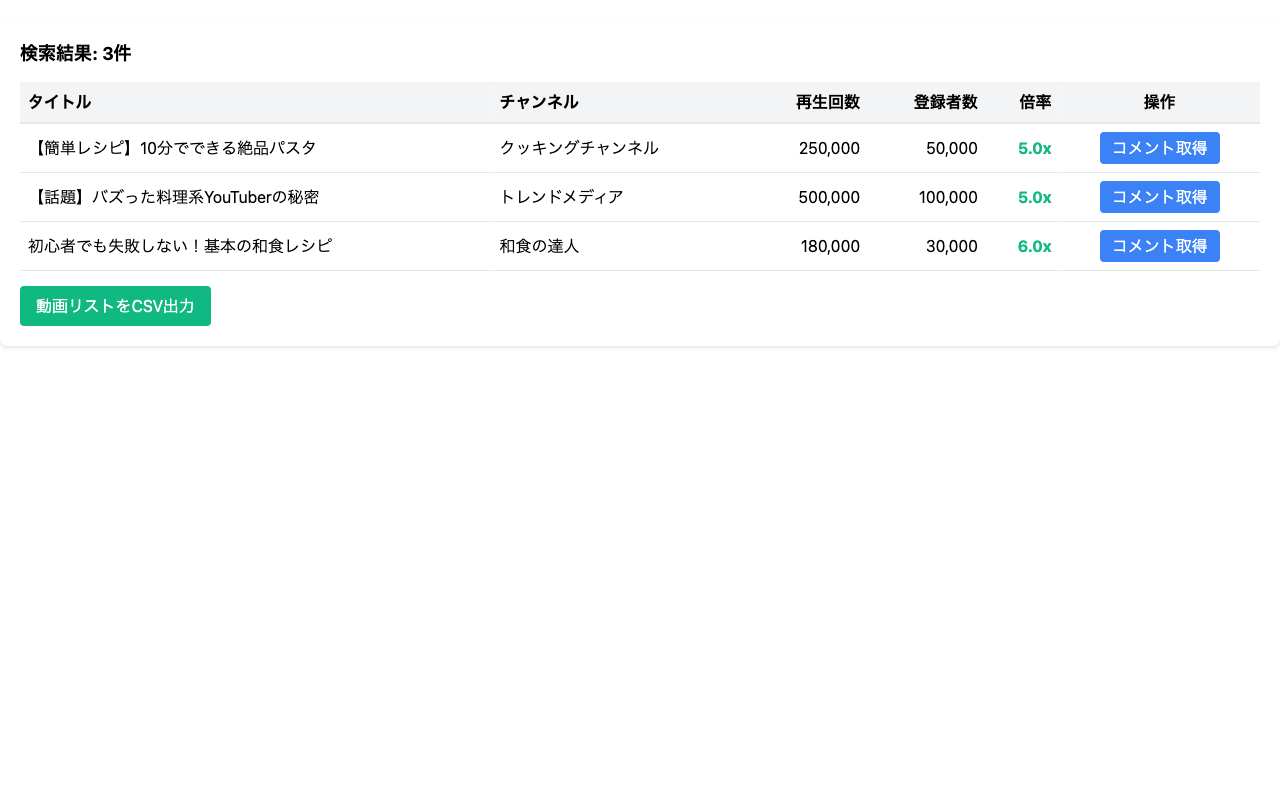 検索結果: 3件
タイトル チャンネル 再生回数 登録者数 倍率 操作
【簡単レシピ】10分でできる絶品パスタ クッキングチャンネル 250,000 50,000 5.0x コメント取得
【話題】バズった料理系YouTuberの秘密 トレンドメディア 500,000 100,000 5.0x コメント取得
初心者でも失敗しない！基本の和食レシピ 和食の達人 180,000 30,000 6.0x コメント取得
動画リストをCSV出力